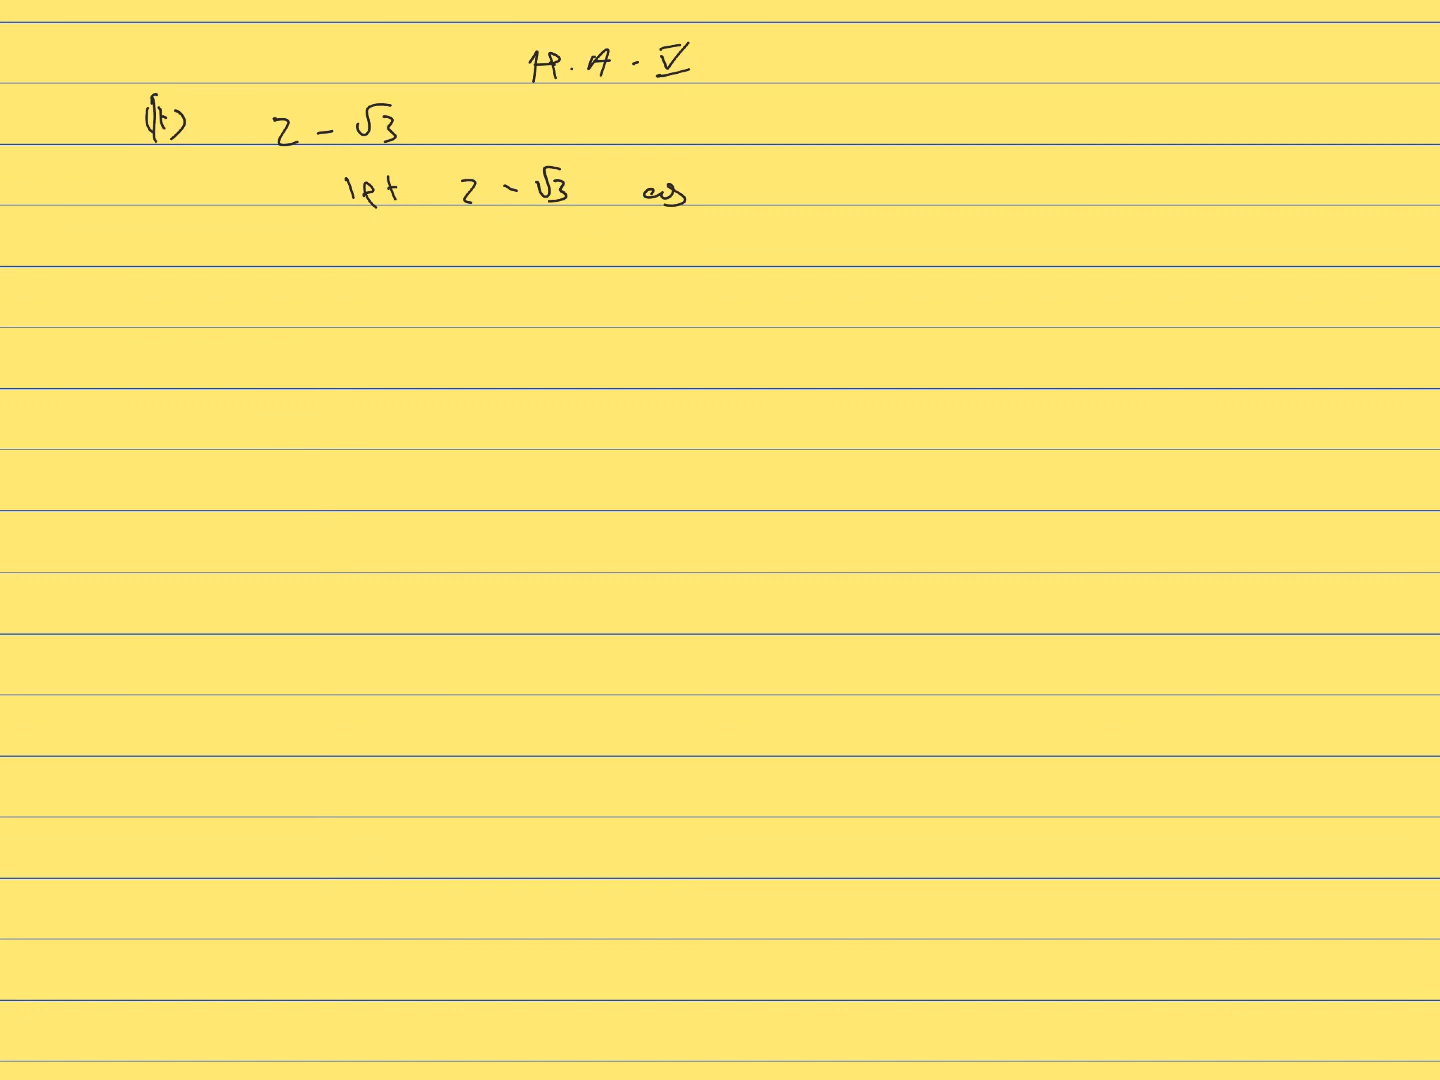 H.A.V
2 - √3
let 2 - √3 as